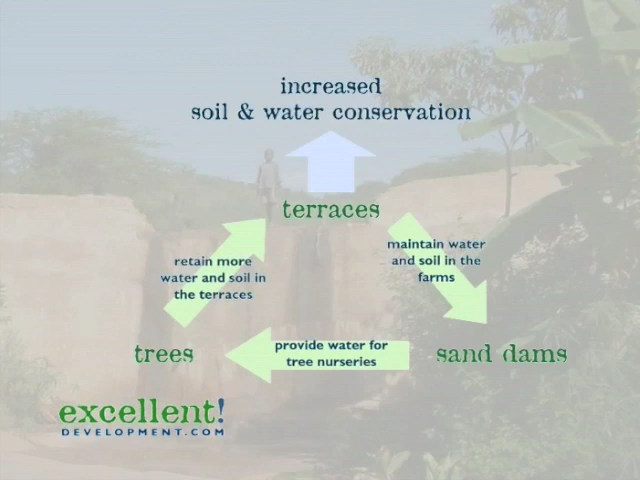 increased
soil & water conservation
terraces
maintain water
and soil in the
farms
retain more
water and soil in
the terraces
provide water for
tree nurseries
trees
sand dams
excellent!
DEVELOPMENT.COM